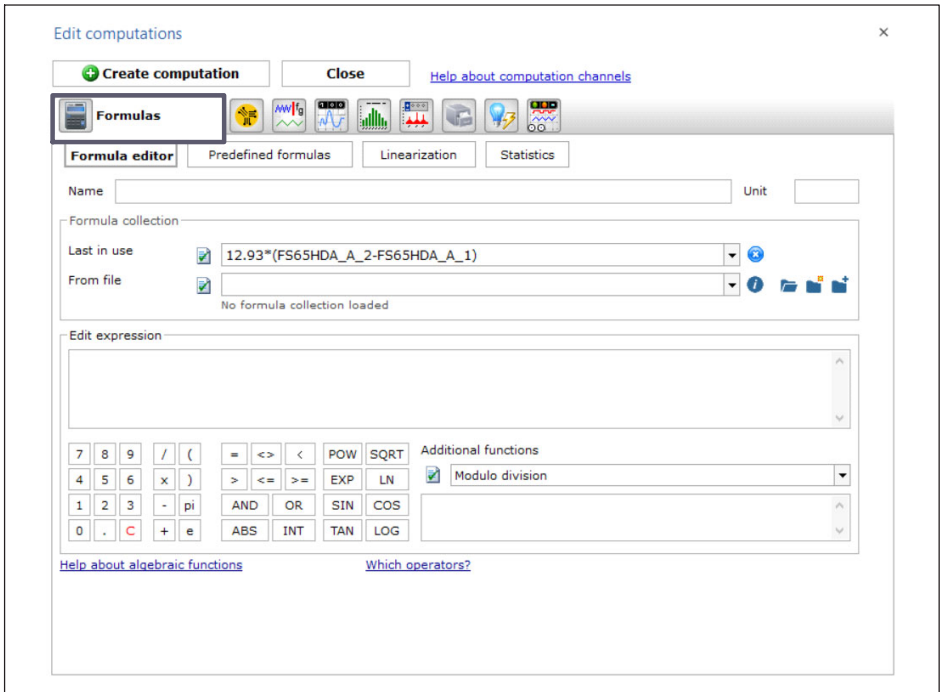 Edit computations
Create computation Close Help about computation channels
Formulas
Formula editor Predefined formulas Linearization Statistics
Name Unit
Formula collection
Last in use 12.93*(FS65HDA_A_2-FS65HDA_A_1)
From file
No formula collection loaded
Edit expression
Additional functions
7 8 9 / ( = <> < POW SQRT
Modulo division
4 5 6 x ) > <= >= EXP LN
1 2 3 - pi AND OR SIN COS
0 . C + e ABS INT TAN LOG
Help about algebraic functions Which operators?